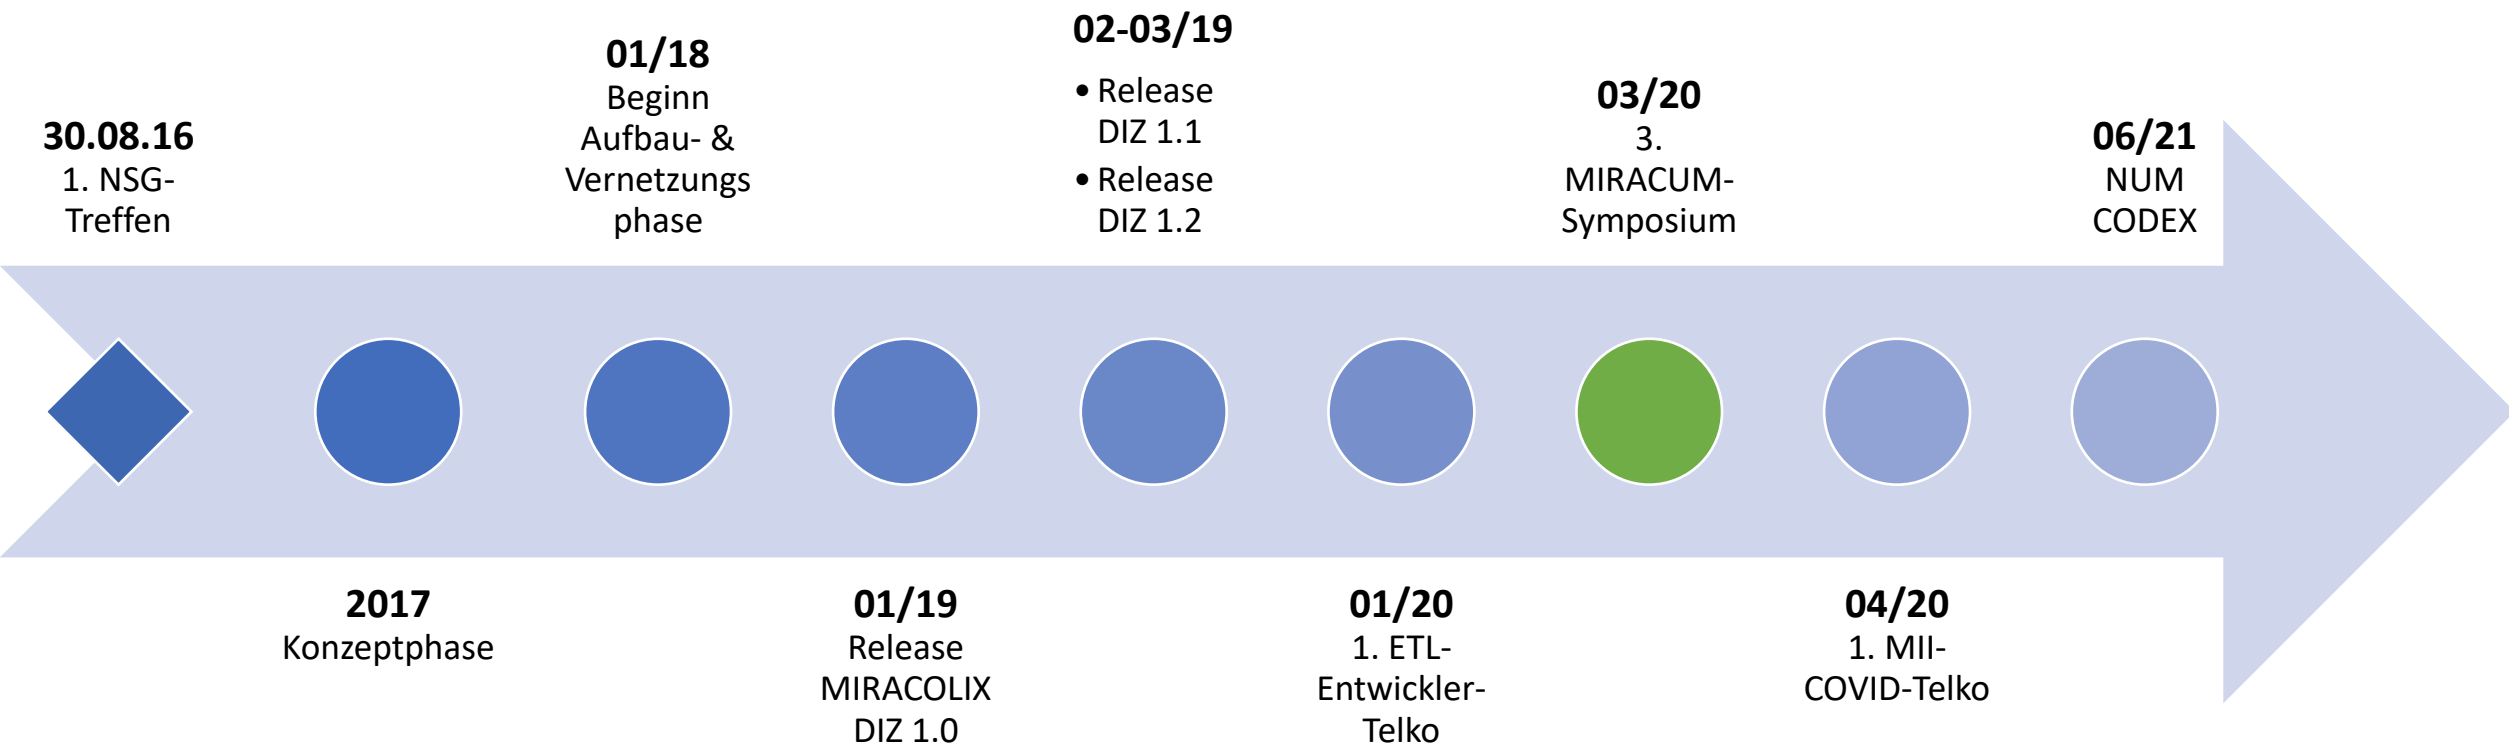 30.08.16
1. NSG-
Treffen
2017
Konzeptphase
01/18
Beginn
Aufbau- &
Vernetzungs
phase
01/19
Release
MIRACOLIX
DIZ 1.0
02-03/19
• Release
DIZ 1.1
• Release
DIZ 1.2
01/20
1. ETL-
Entwickler-
Telko
03/20
3.
MIRACUM-
Symposium
04/20
1. MII-
COVID-Telko
06/21
NUM
CODEX